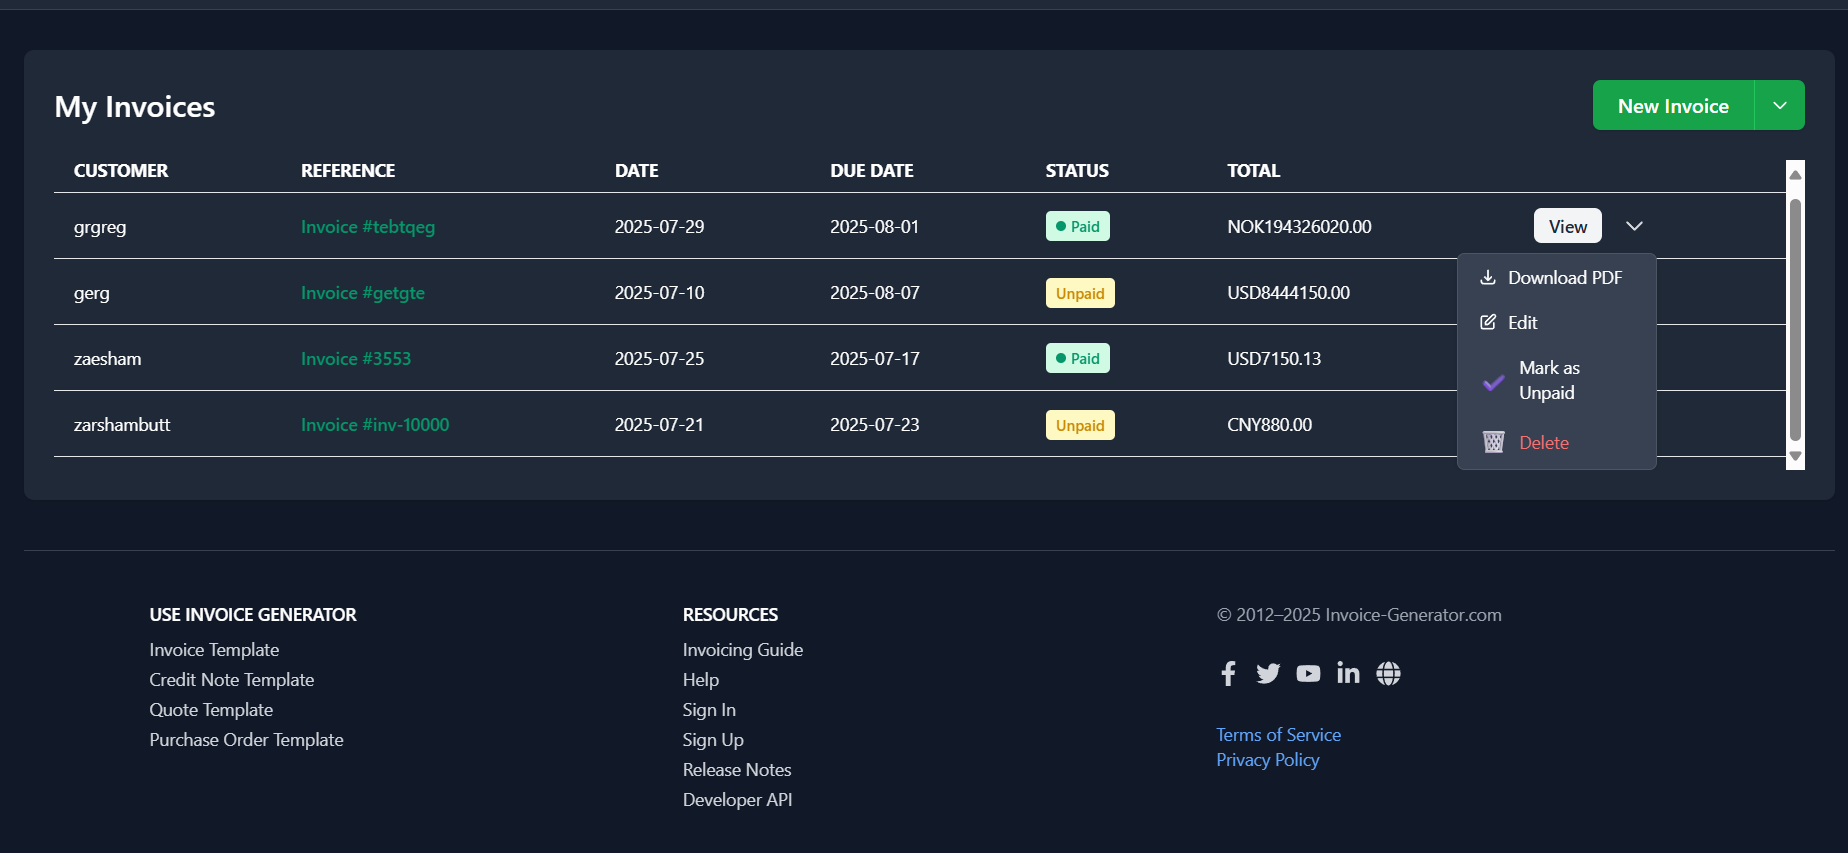 My Invoices
New Invoice
CUSTOMER REFERENCE DATE DUE DATE STATUS TOTAL
grgreg Invoice #tebtqeg 2025-07-29 2025-08-01 Paid NOK194326020.00 View
gerg Invoice #getgte 2025-07-10 2025-08-07 Unpaid USD8444150.00
zaesham Invoice #3553 2025-07-25 2025-07-17 Paid USD7150.13
zarshambutt Invoice #inv-10000 2025-07-21 2025-07-23 Unpaid CNY880.00
Download PDF
Edit
Mark as
Unpaid
Delete
USE INVOICE GENERATOR
Invoice Template
Credit Note Template
Quote Template
Purchase Order Template
RESOURCES
Invoicing Guide
Help
Sign In
Sign Up
Release Notes
Developer API
© 2012–2025 Invoice-Generator.com
Terms of Service
Privacy Policy